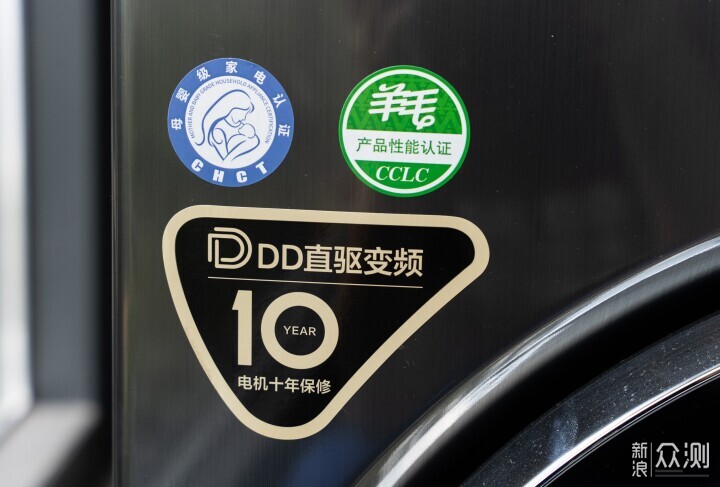 母婴级家电认证
MOTHER AND BABY GRADE HOUSEHOLD APPLIANCE CERTIFICATION
CHCT
羊毛
产品性能认证
CCLC
DD直驱变频
10
YEAR
电机十年保修
新浪
众测